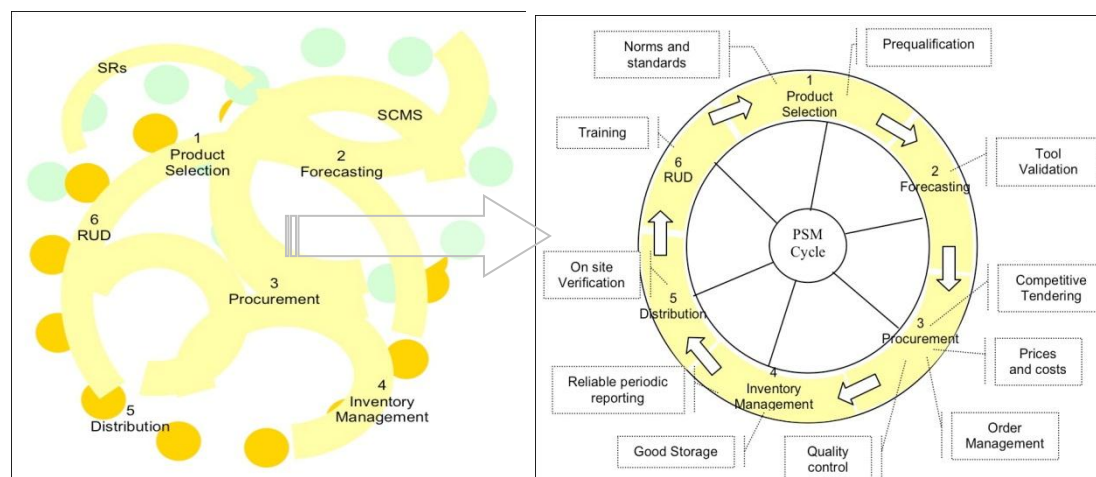 SRs
SCMS
1
Product
Selection
2
Forecasting
6
RUD
3
Procurement
4
Inventory
Management
5
Distribution
Norms and
standards
Prequalification
1
Product
Selection
Training
6
RUD
2
Forecasting
Tool
Validation
PSM
Cycle
On site
Verification
5
Distribution
Competitive
Tendering
3
Procurement
Prices
and costs
Reliable periodic
reporting
4
Inventory
Management
Order
Management
Good Storage
Quality
control